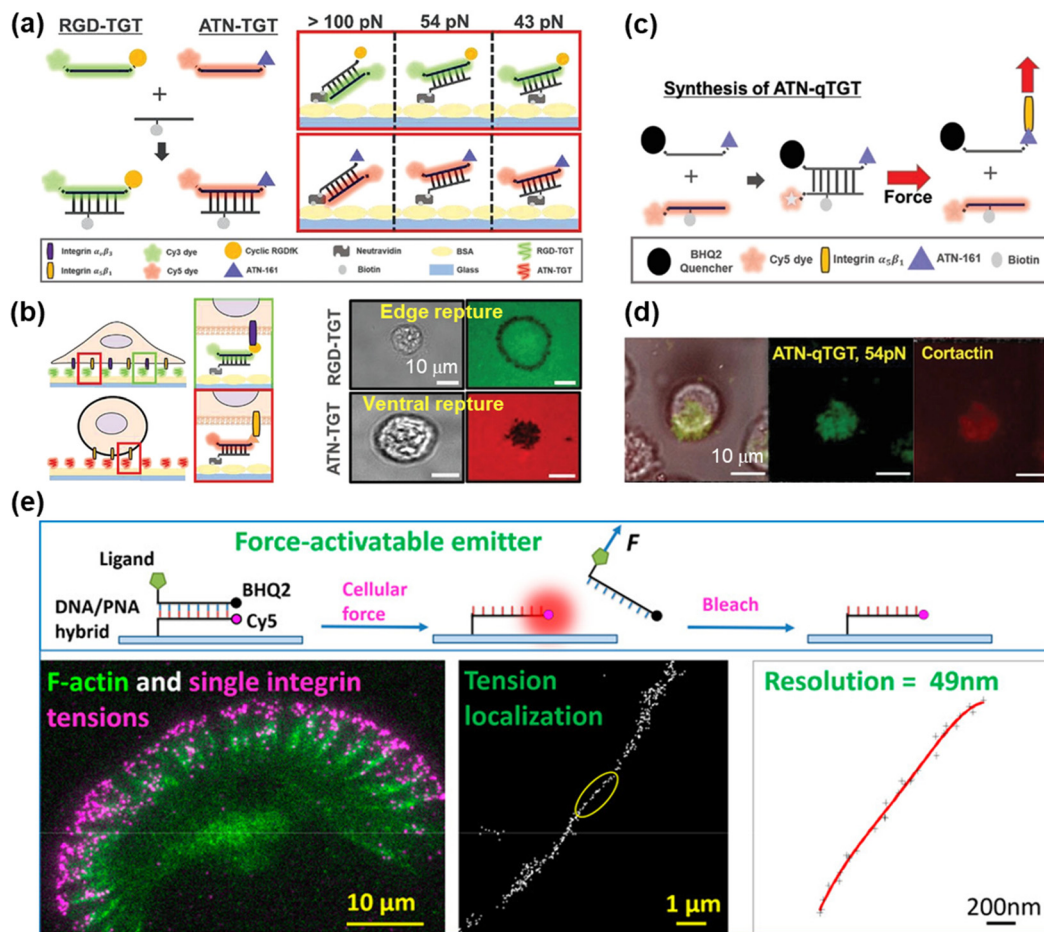 (a)
RGD-TGT
ATN-TGT
> 100 pN
54 pN
43 pN
+
Biotin
Integrin αvβ3
Cy3 dye
Cyclic RGDfK
Neutravidin
BSA
RGD-TGT
Integrin α5β1
Cy5 dye
ATN-161
Biotin
Glass
ATN-TGT
(b)
RGD-TGT
Edge repture
10 μm
ATN-TGT
Ventral repture
(c)
Synthesis of ATN-qTGT
+
Biotin
Force
+
BHQ2
Quencher
Cy5 dye
Integrin α5β1
ATN-161
Biotin
(d)
ATN-qTGT, 54pN
Cortactin
10 μm
(e)
Force-activatable emitter
Ligand
BHQ2
DNA/PNA
hybrid
Cy5
Cellular
force
F
Bleach
F-actin and single integrin
tensions
10 μm
Tension
localization
1 μm
Resolution = 49nm
200nm